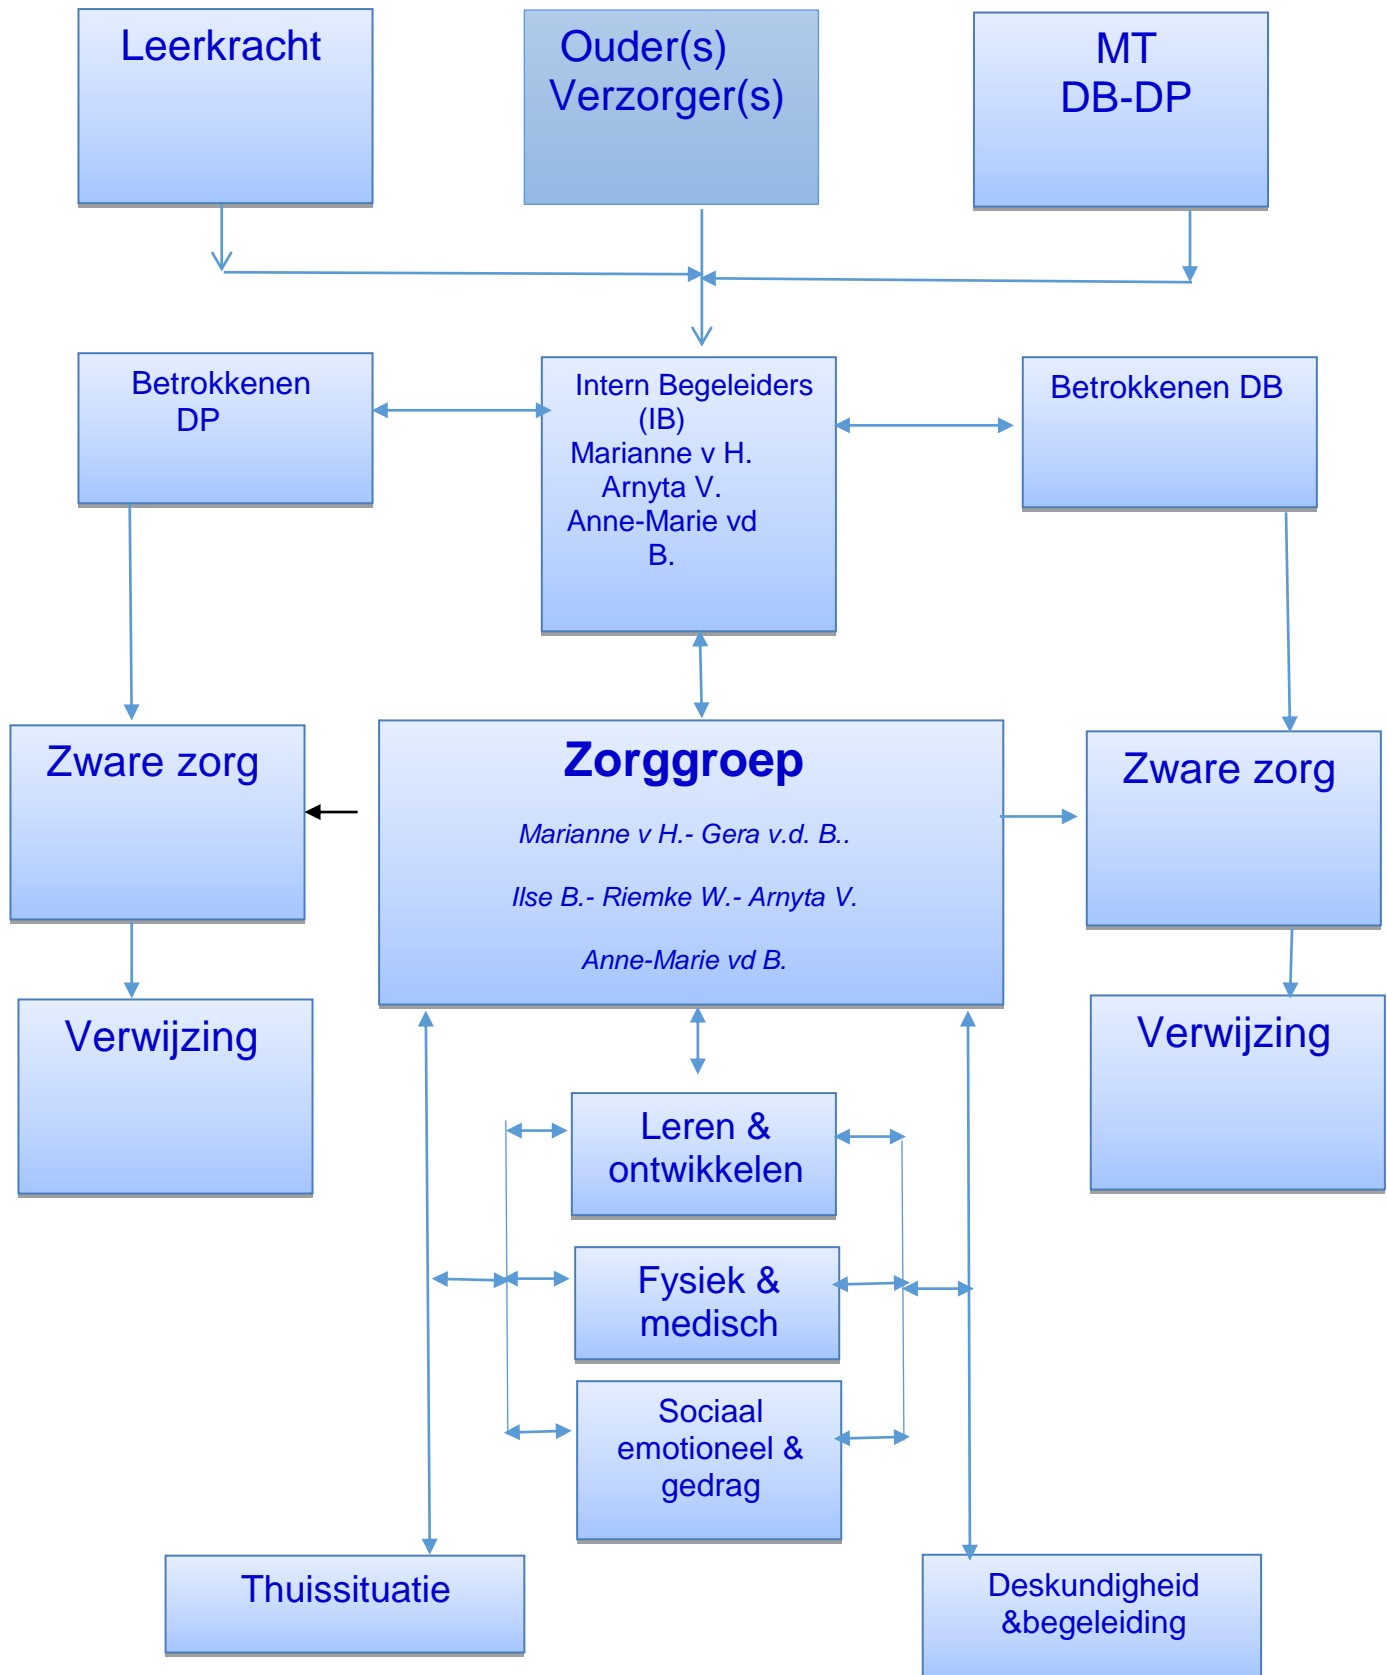 Leerkracht
Ouder(s)
Verzorger(s)
MT
DB-DP
Betrokkenen
DP
Intern Begeleiders
(IB)
Marianne v H.
Arnyta V.
Anne-Marie vd
B.
Betrokkenen DB
Zware zorg
Zorggroep
Marianne v H.- Gera v.d. B..
Ilse B.- Riemke W.- Arnyta V.
Anne-Marie vd B.
Zware zorg
Verwijzing
Verwijzing
Leren &
ontwikkelen
Fysiek &
medisch
Sociaal
emotioneel &
gedrag
Thuissituatie
Deskundigheid
&begeleiding